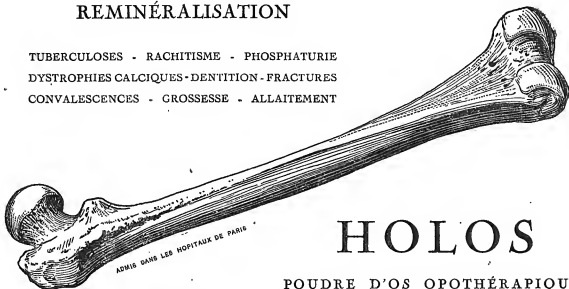 REMINÉRALISATION
TUBERCULOSES - RACHITISME - PHOSPHATURIE
DYSTROPHIES CALCIQUES - DENTITION - FRACTURES
CONVALESCENCES - GROSSESSE - ALLAITEMENT
ADMIS DANS LES HOPITAUX DE PARIS
HOLOS
POUDRE D'OS OPOTHÉRAPIQU